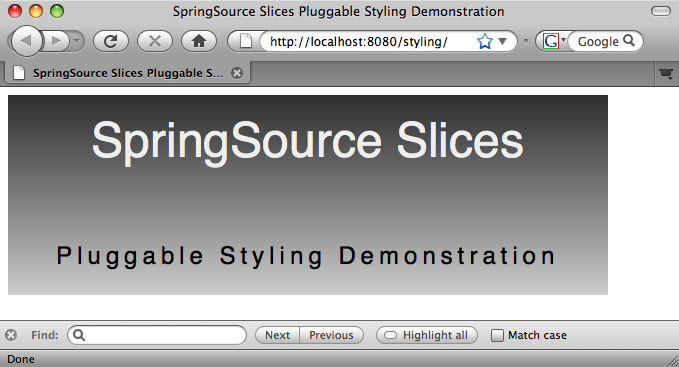 SpringSource Slices Pluggable Styling Demonstration
http://localhost:8080/styling/
G
Google
SpringSource Slices Pluggable S...
SpringSource Slices
Pluggable Styling Demonstration
Find:
Next
Previous
Highlight all
Match case
Done